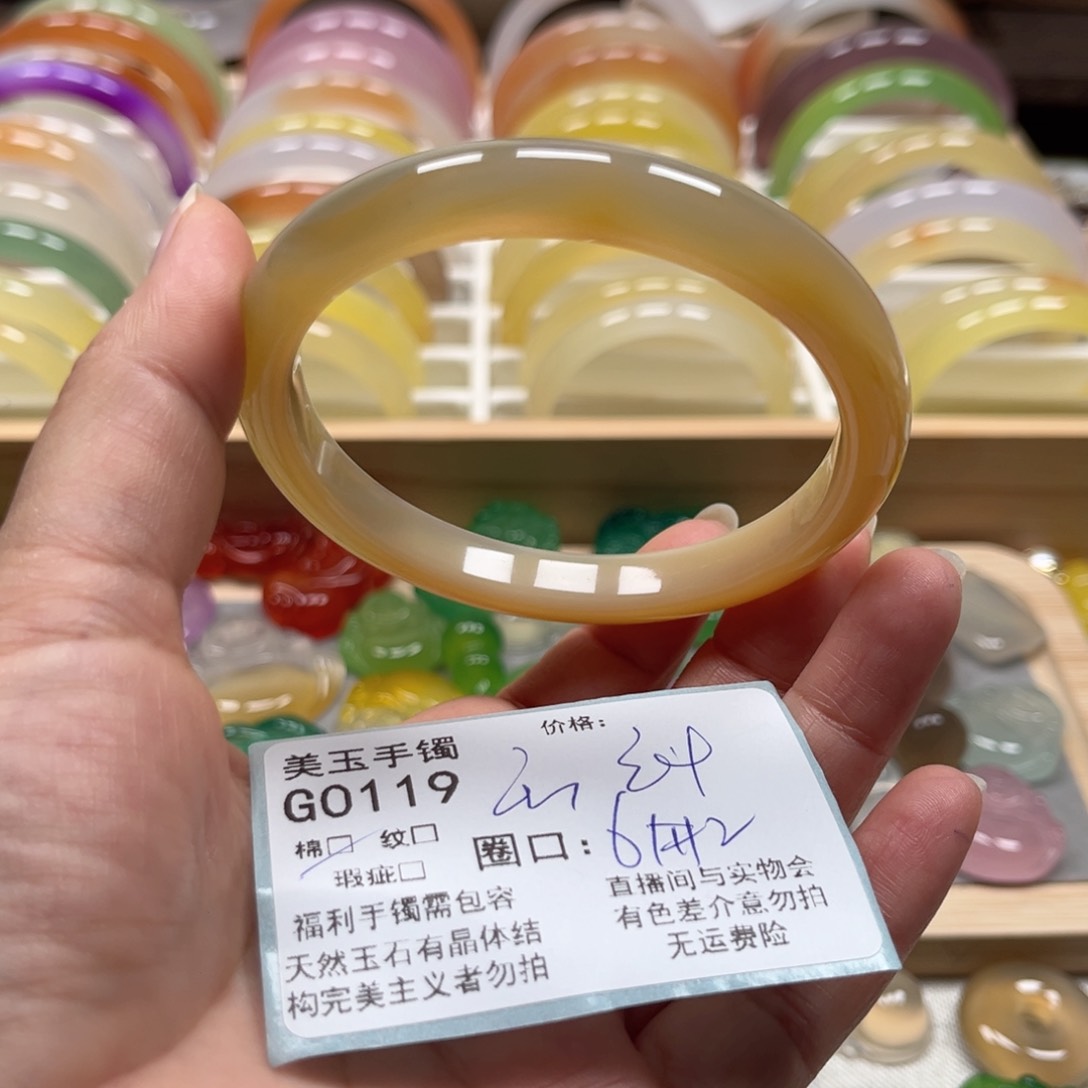 价格：
美玉手镯
GO119
棉□ 纹□
圈口：
瑕疵□
福利手镯需包容
天然玉石有晶体结
构完美主义者勿拍
直播间与实物会
有色差介意勿拍
无运费险